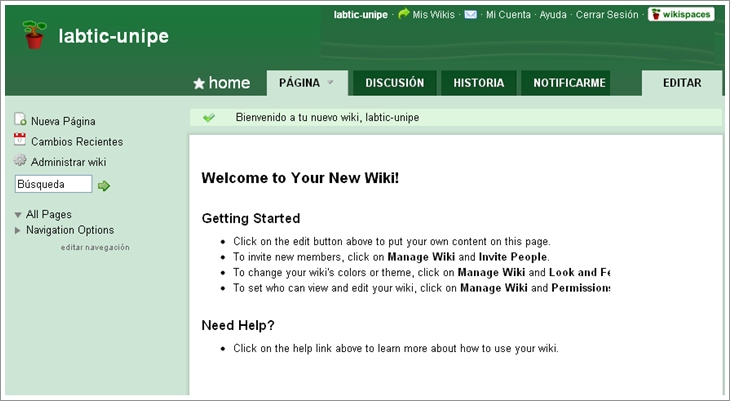 labtic-unipe · Mis Wikis · Mi Cuenta · Ayuda · Cerrar Sesión · wikispaces
labtic-unipe
home PÁGINA DISCUSIÓN HISTORIA NOTIFICARME EDITAR
Nueva Página
Cambios Recientes
Administrar wiki
Búsqueda
All Pages
Navigation Options
editar navegación
Bienvenido a tu nuevo wiki, labtic-unipe
Welcome to Your New Wiki!
Getting Started
• Click on the edit button above to put your own content on this page.
• To invite new members, click on Manage Wiki and Invite People.
• To change your wiki's colors or theme, click on Manage Wiki and Look and Fe
• To set who can view and edit your wiki, click on Manage Wiki and Permissions
Need Help?
• Click on the help link above to learn more about how to use your wiki.